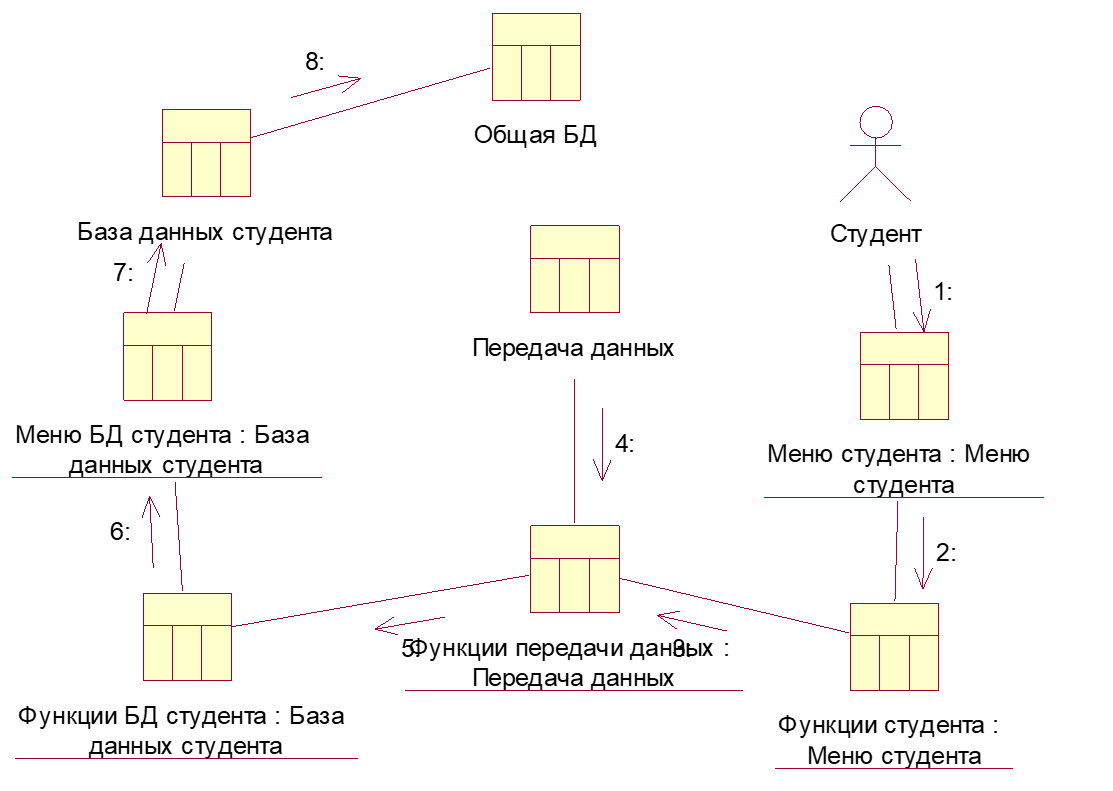 8:
Общая БД
База данных студента
Студент
7:
1:
Передача данных
Меню БД студента : База
данных студента
4:
Меню студента : Меню
студента
6:
2:
5:
3:
Функции передачи данных :
Передача данных
Функции БД студента : База
данных студента
Функции студента :
Меню студента